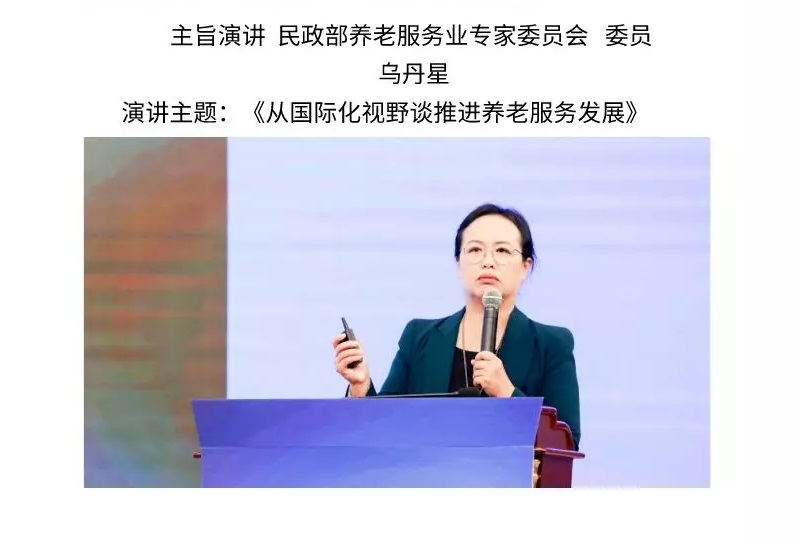 主旨演讲 民政部养老服务业专家委员会 委员
乌丹星
演讲主题：《从国际化视野谈推进养老服务发展》